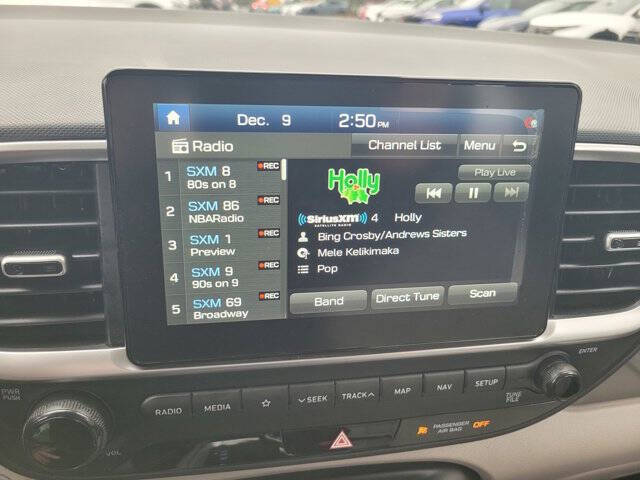 Dec. 9 2:50 PM
Radio Channel List Menu
1 SXM 8 REC
80s on 8
2 SXM 86 REC
NBARadio
3 SXM 1 REC
Preview
4 SXM 9 REC
90s on 9
5 SXM 69 REC
Broadway
Holly
Play Live
SiriusXM 4 Holly
SATELLITE RADIO
Bing Crosby/Andrews Sisters
Mele Kelikimaka
Pop
Band Direct Tune Scan
PWR
PUSH
VOL
RADIO MEDIA SEEK TRACK MAP NAV SETUP
ENTER
TUNE
FILE
PASSENGER
AIR BAG OFF